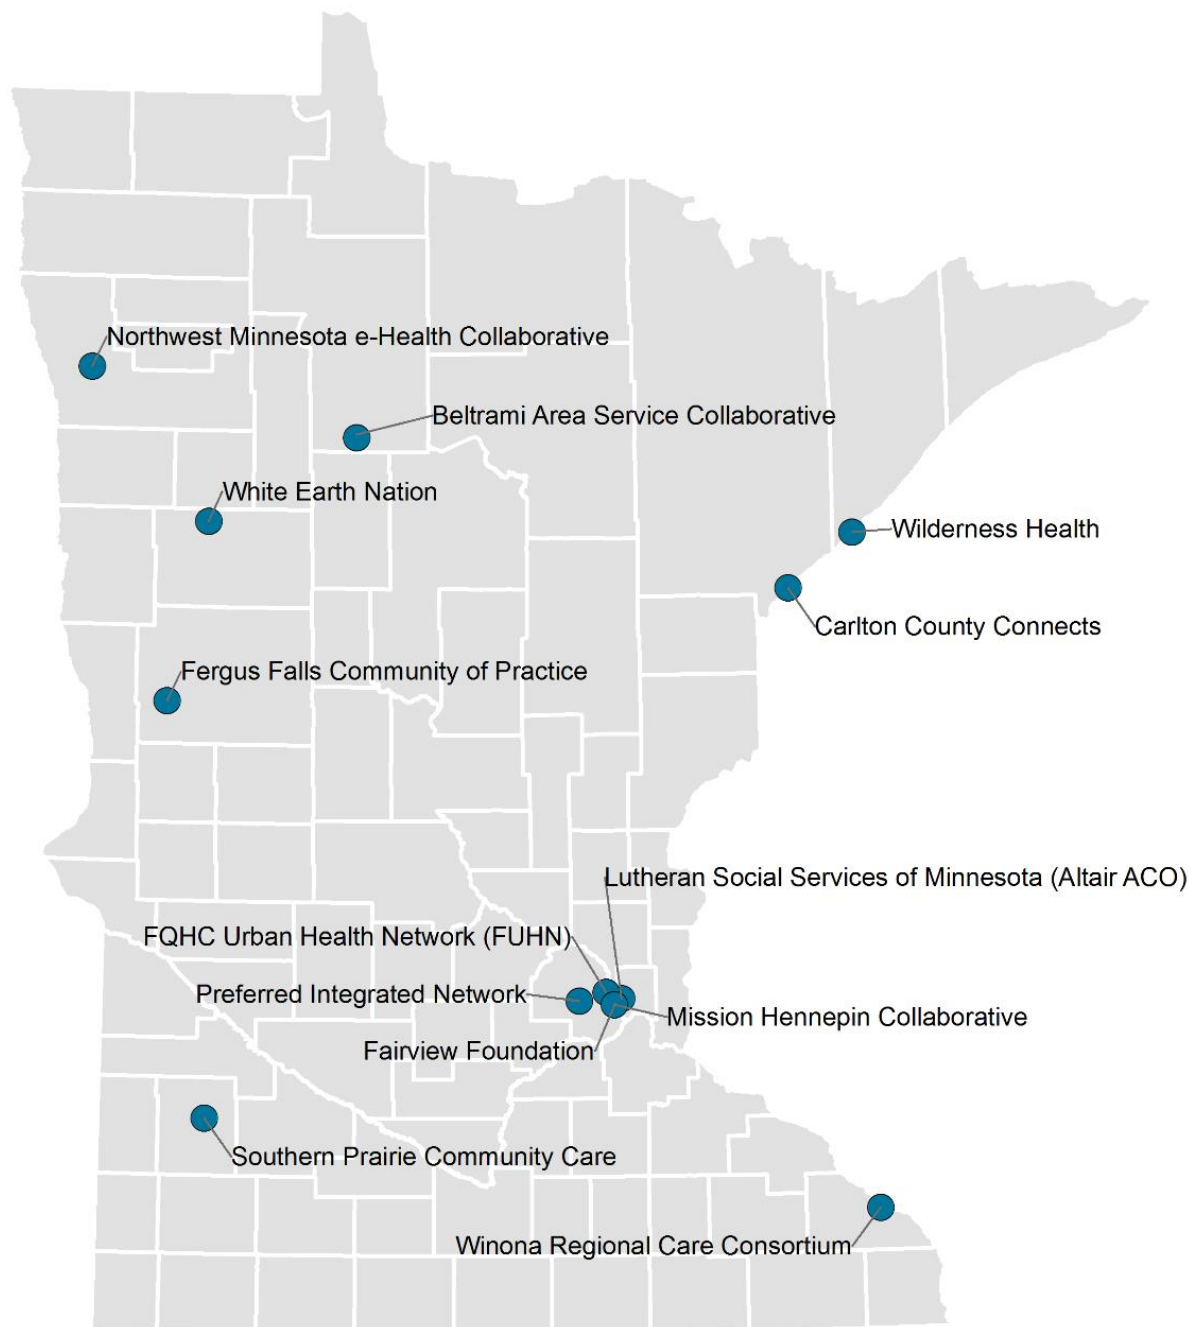 Northwest Minnesota e-Health Collaborative
Beltrami Area Service Collaborative
White Earth Nation
Wilderness Health
Carlton County Connects
Fergus Falls Community of Practice
Lutheran Social Services of Minnesota (Altair ACO)
FQHC Urban Health Network (FUHN)
Preferred Integrated Network
Mission Hennepin Collaborative
Fairview Foundation
Southern Prairie Community Care
Winona Regional Care Consortium